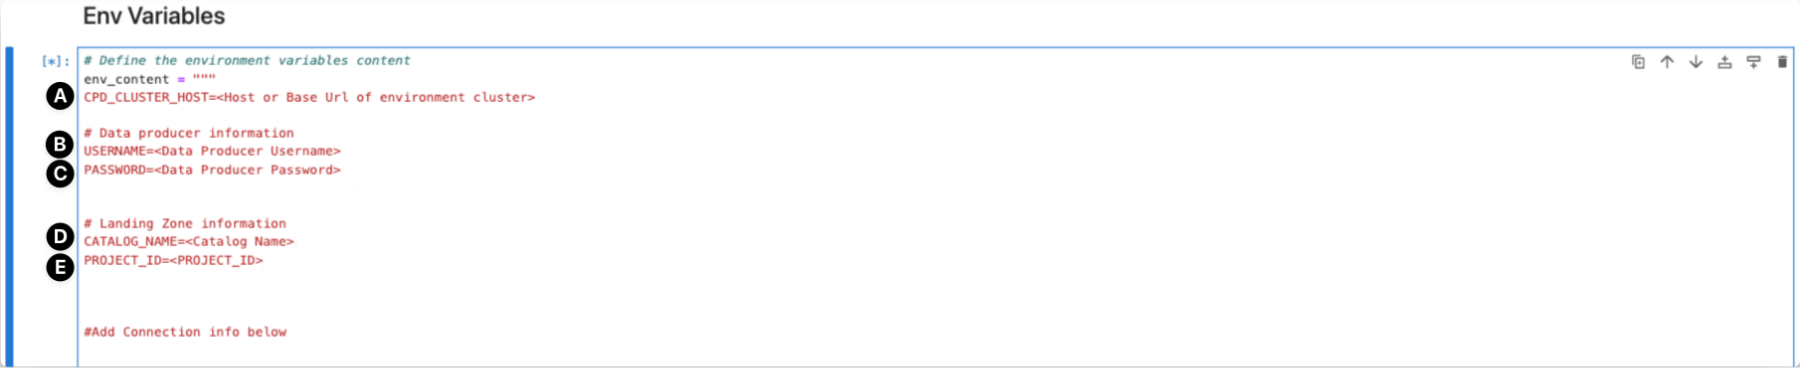 Env Variables
[*]: # Define the environment variables content
env_content = """
A CPD_CLUSTER_HOST=<Host or Base Url of environment cluster>
# Data producer information
B USERNAME=<Data Producer Username>
C PASSWORD=<Data Producer Password>
# Landing Zone information
D CATALOG_NAME=<Catalog Name>
E PROJECT_ID=<PROJECT_ID>
#Add Connection info below